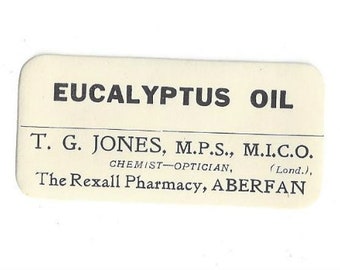 EUCALYPTUS OIL
T. G. JONES, M.P.S., M.I.C.O.
CHEMIST—OPTICIAN, (Lond.),
The Rexall Pharmacy, ABERFAN